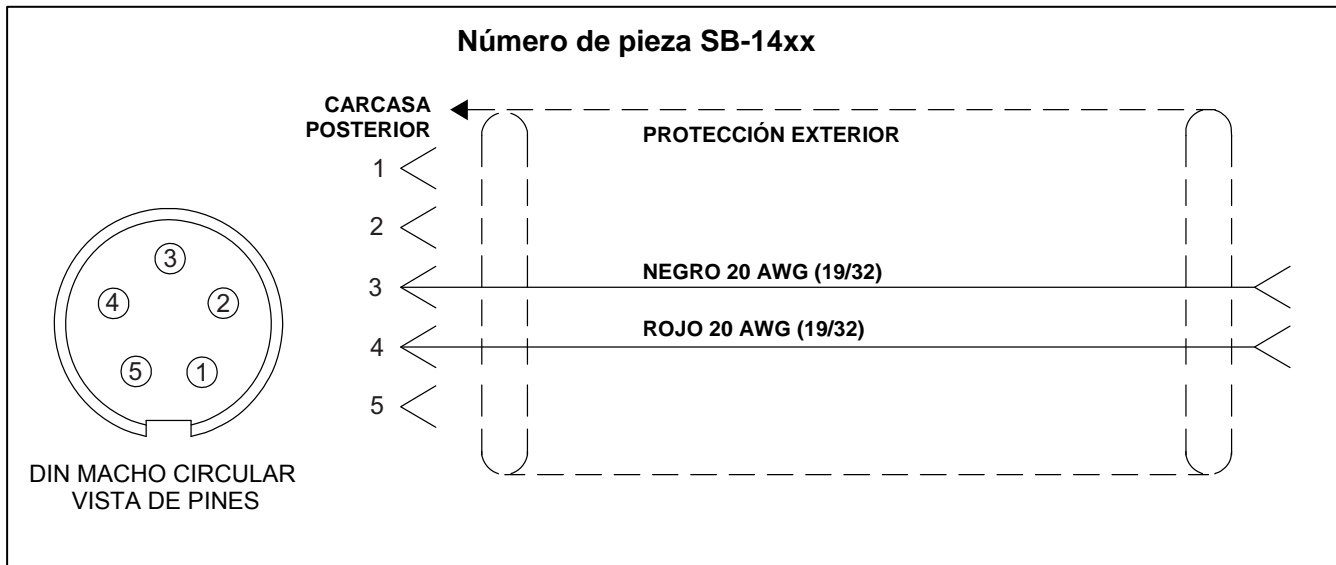 Número de pieza SB-14xx
CARCASA
POSTERIOR
PROTECCIÓN EXTERIOR
1
2
3
NEGRO 20 AWG (19/32)
4
ROJO 20 AWG (19/32)
5
3
4
2
5
1
DIN MACHO CIRCULAR
VISTA DE PINES